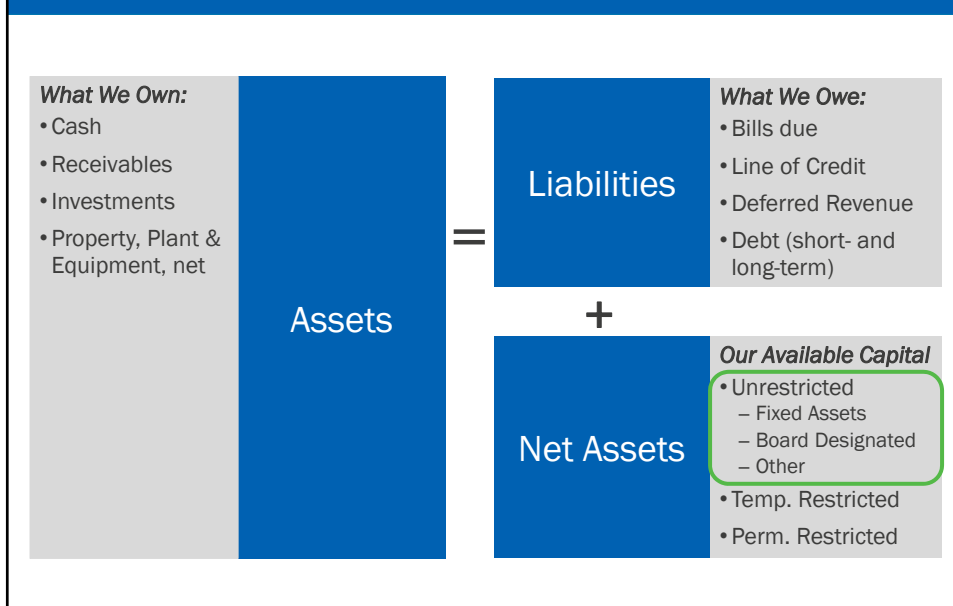 What We Own:
• Cash
• Receivables
• Investments
• Property, Plant &
Equipment, net
Assets
=
Liabilities
What We Owe:
• Bills due
• Line of Credit
• Deferred Revenue
• Debt (short- and
long-term)
+
Net Assets
Our Available Capital
• Unrestricted
– Fixed Assets
– Board Designated
– Other
• Temp. Restricted
• Perm. Restricted